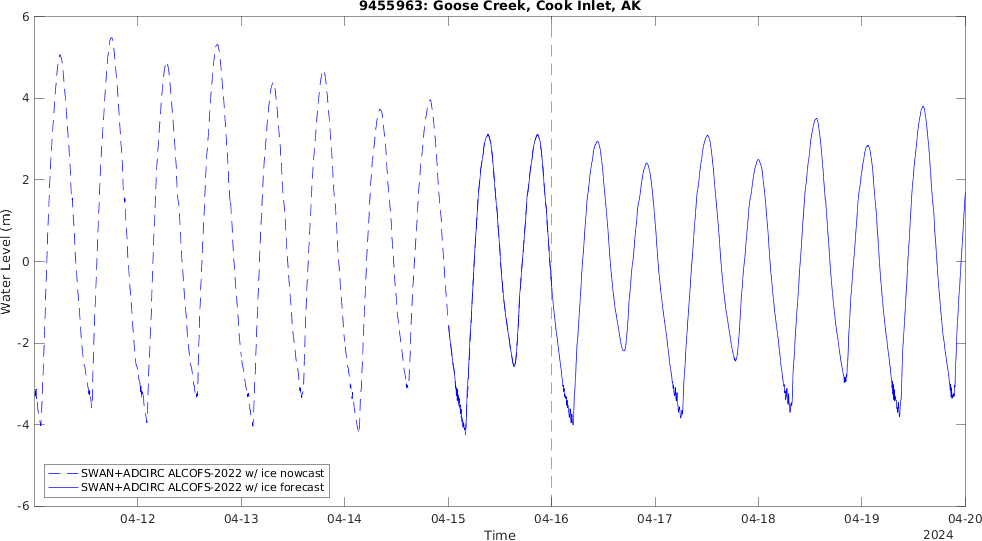 9455963: Goose Creek, Cook Inlet, AK
6
4
2
0
-2
-4
-6
Water Level (m)
SWAN+ADCIRC ALCOFS-2022 w/ ice nowcast
SWAN+ADCIRC ALCOFS-2022 w/ ice forecast
04-12 04-13 04-14 04-15 04-16 04-17 04-18 04-19 04-20
Time
2024